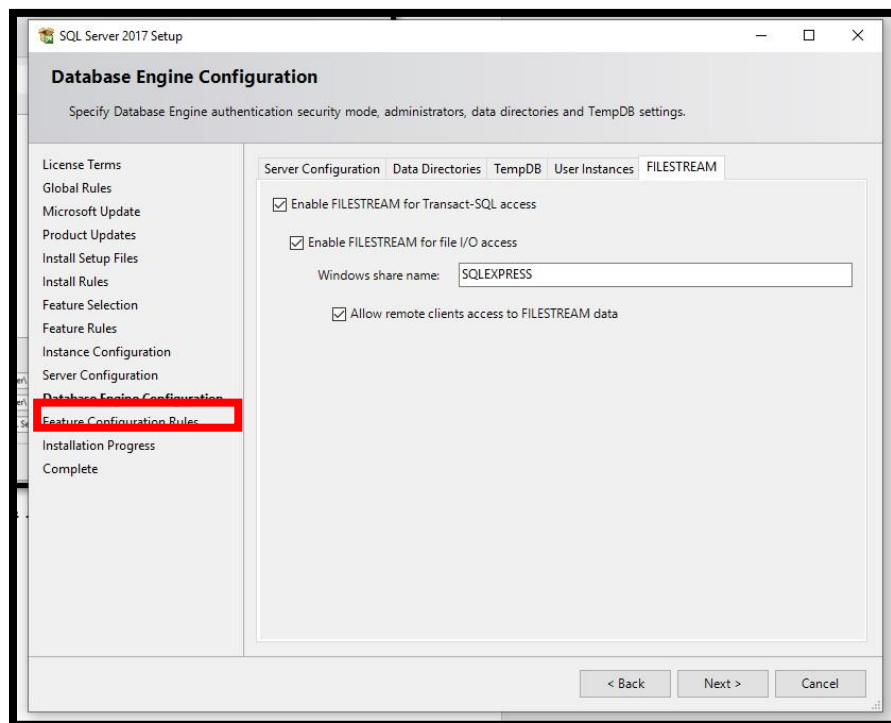 SQL Server 2017 Setup
Database Engine Configuration
Specify Database Engine authentication security mode, administrators, data directories and TempDB settings.
License Terms
Global Rules
Microsoft Update
Product Updates
Install Setup Files
Install Rules
Feature Selection
Feature Rules
Instance Configuration
Server Configuration
Database Engine Configuration
Feature Configuration Rules
Installation Progress
Complete
Server Configuration Data Directories TempDB User Instances FILESTREAM
Enable FILESTREAM for Transact-SQL access
Enable FILESTREAM for file I/O access
Windows share name: SQLEXPRESS
Allow remote clients access to FILESTREAM data
< Back Next > Cancel